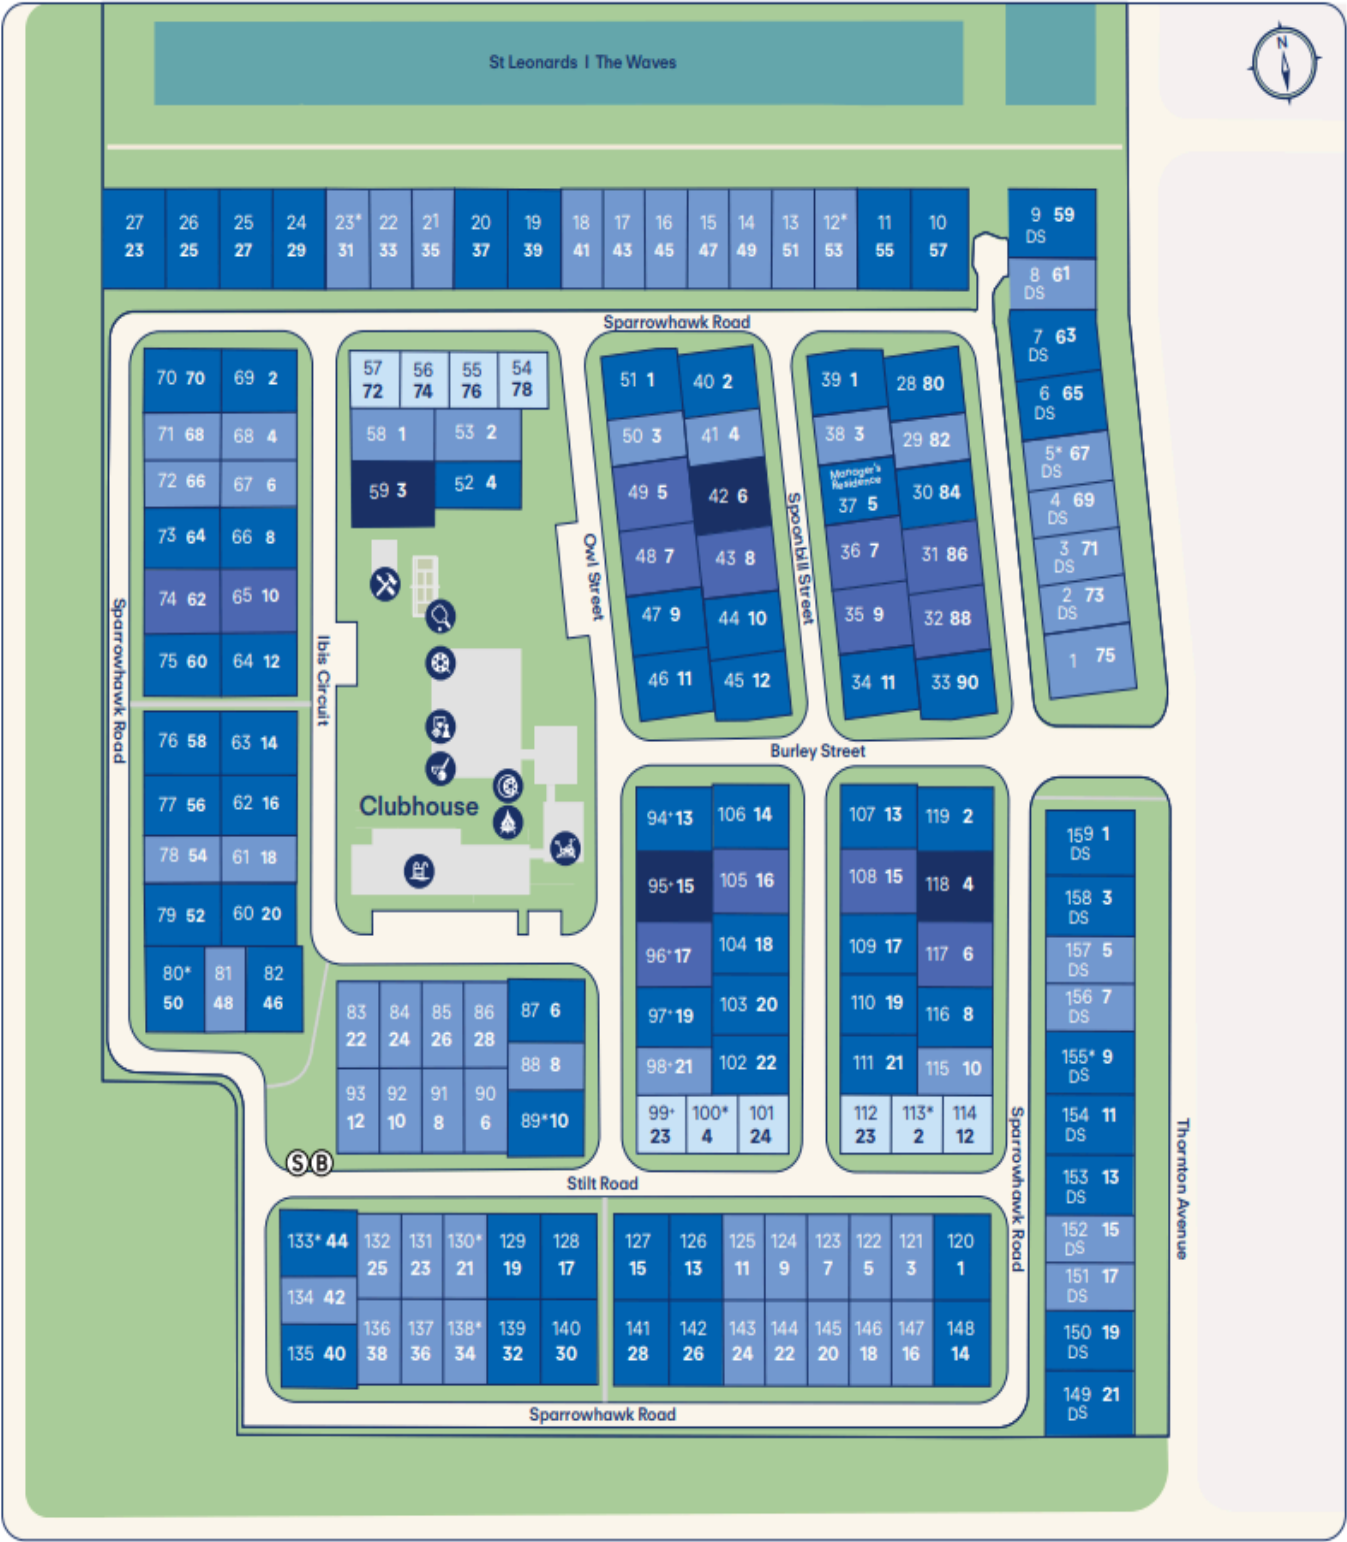 St Leonards | The Waves
N
27 26 25 24 23* 22 21 20 19 18 17 16 15 14 13 12* 11 10
23 25 27 29 31 33 35 37 39 41 43 45 47 49 51 53 55 57
9 59
DS
8 61
DS
7 63
DS
6 65
DS
5* 67
DS
4 69
DS
3 71
DS
2 73
DS
1 75
Sparrowhawk Road
70 70 69 2
71 68 68 4
72 66 67 6
73 64 66 8
74 62 65 10
75 60 64 12
76 58 63 14
77 56 62 16
78 54 61 18
79 52 60 20
80* 81 82
50 48 46
Sparrowhawk Road
Ibis Circuit
57 56 55 54
72 74 76 78
58 1 53 2
59 3 52 4
Clubhouse
Owl Street
51 1 40 2
50 3 41 4
49 5 42 6
48 7 43 8
47 9 44 10
46 11 45 12
Spoonbill Street
39 1 28 80
38 3 29 82
Manager's
Residence
37 5 30 84
36 7 31 86
35 9 32 88
34 11 33 90
Burley Street
94+ 13 106 14
95+ 15 105 16
96+ 17 104 18
97+ 19 103 20
98+ 21 102 22
99+ 100* 101
23 4 24
107 13 119 2
108 15 118 4
109 17 117 6
110 19 116 8
111 21 115 10
112 113* 114
23 2 12
83 84 85 86
22 24 26 28
87 6
88 8
93 92 91 90
12 10 8 6
89* 10
S B
Stilt Road
159 1
DS
158 3
DS
157 5
DS
156 7
DS
155* 9
DS
154 11
DS
153 13
DS
152 15
DS
151 17
DS
150 19
DS
149 21
DS
Sparrowhawk Road
Thornton Avenue
133* 44
134 42
135 40
132 131 130* 129 128
25 23 21 19 17
136 137 138* 139 140
38 36 34 32 30
127 126 125 124 123 122 121 120
15 13 11 9 7 5 3 1
141 142 143 144 145 146 147 148
28 26 24 22 20 18 16 14
Sparrowhawk Road